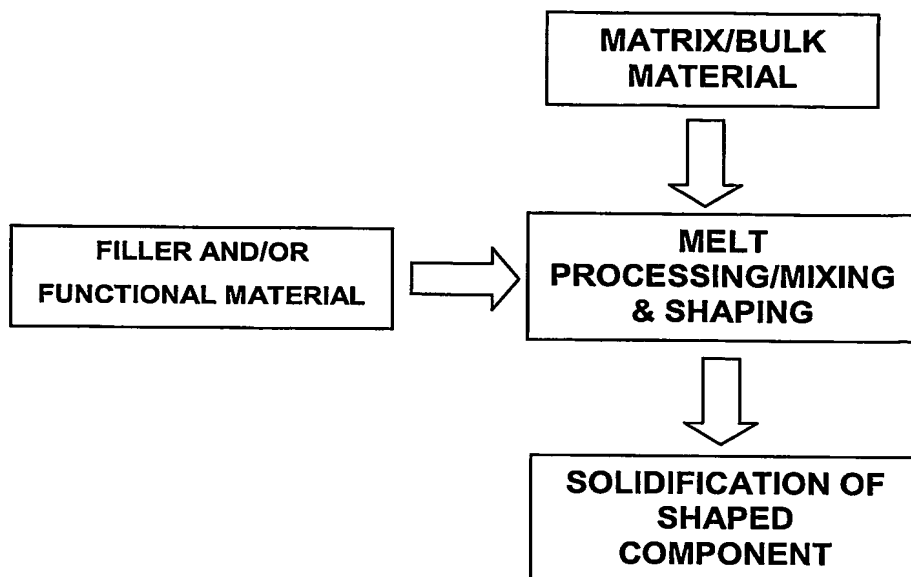 MATRIX/BULK
MATERIAL
FILLER AND/OR
FUNCTIONAL MATERIAL
MELT
PROCESSING/MIXING
& SHAPING
SOLIDIFICATION OF
SHAPED
COMPONENT